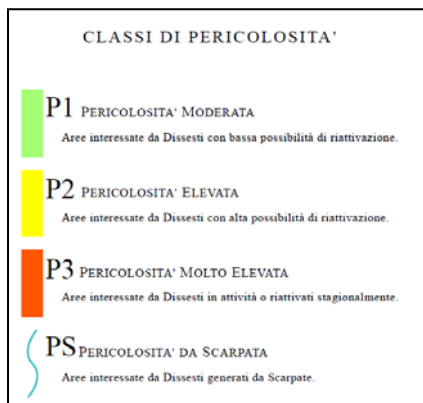 CLASSI DI PERICOLOSITA'
P1 PERICOLOSITA' MODERATA
Aree interessate da Dissesti con bassa possibilità di riattivazione.
P2 PERICOLOSITA' ELEVATA
Aree interessate da Dissesti con alta possibilità di riattivazione.
P3 PERICOLOSITA' MOLTO ELEVATA
Aree interessate da Dissesti in attività o riattivati stagionalmente.
PS PERICOLOSITA' DA SCARPATA
Aree interessate da Dissesti generati da Scarpate.